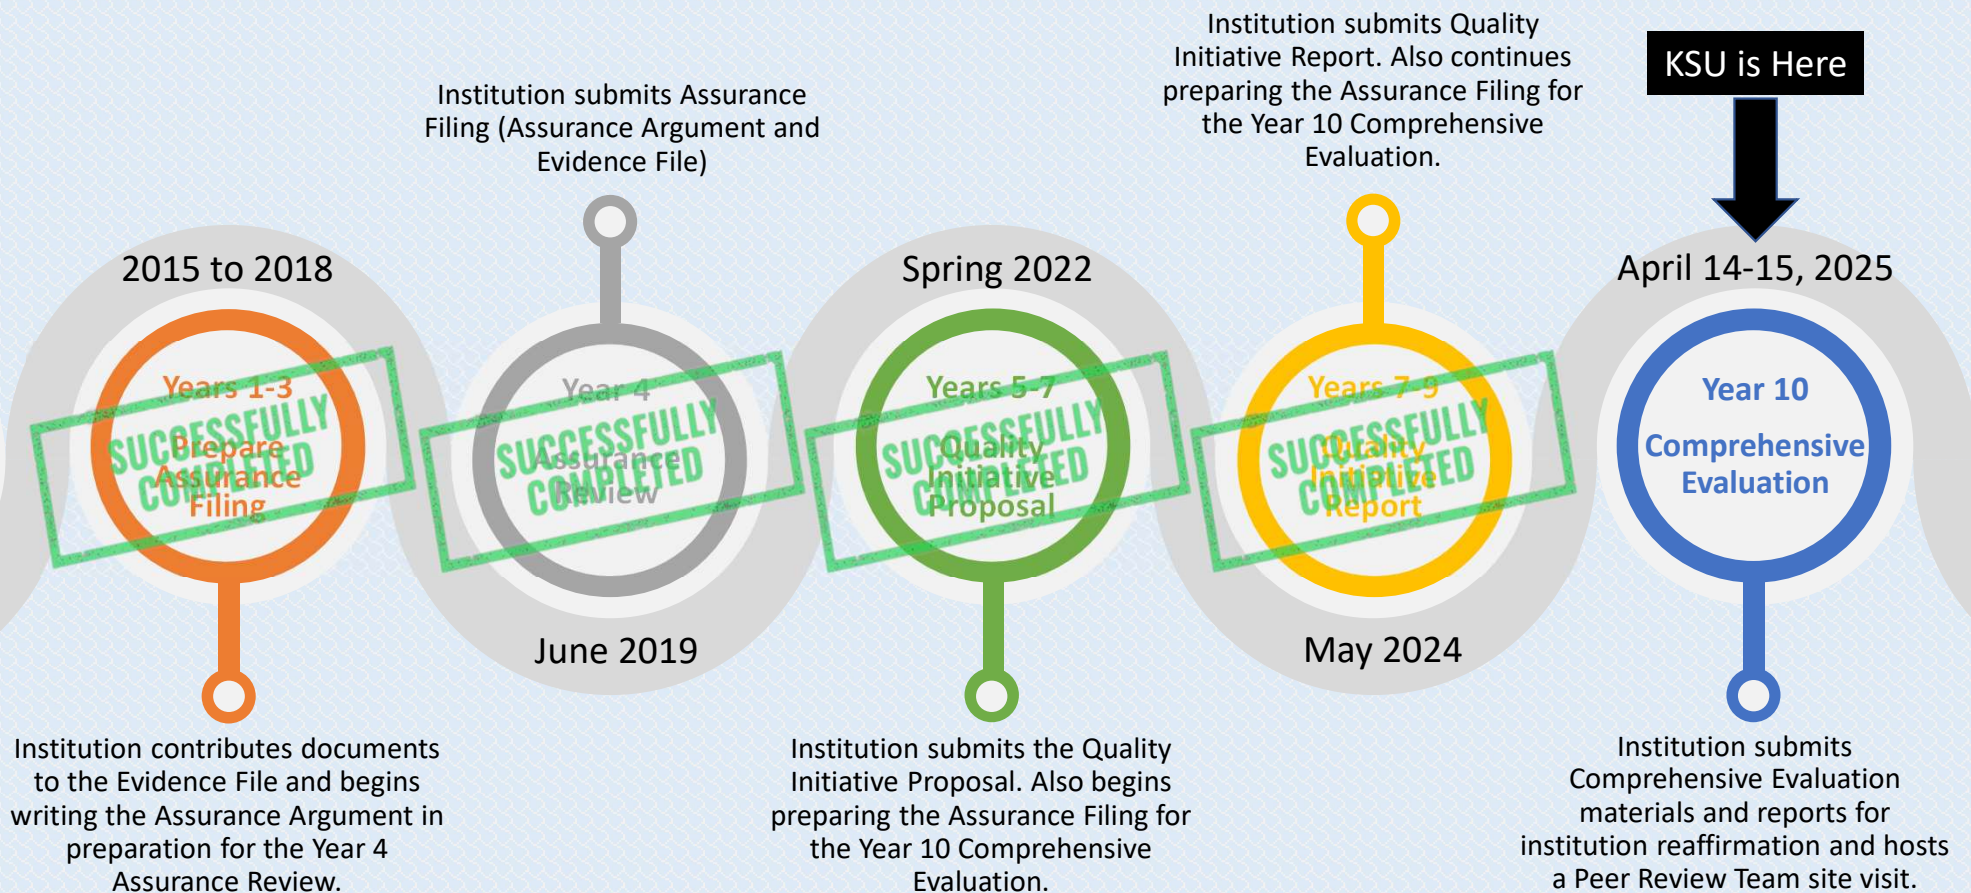 2015 to 2018
Years 1-3
Prepare
Assurance
Filing
SUCCESSFULLY
COMPLETED
Institution contributes documents
to the Evidence File and begins
writing the Assurance Argument in
preparation for the Year 4
Assurance Review.
Institution submits Assurance
Filing (Assurance Argument and
Evidence File)
Year 4
Assurance
Review
SUCCESSFULLY
COMPLETED
June 2019
Spring 2022
Years 5-7
Quality
Initiative
Proposal
SUCCESSFULLY
COMPLETED
Institution submits the Quality
Initiative Proposal. Also begins
preparing the Assurance Filing for
the Year 10 Comprehensive
Evaluation.
Institution submits Quality
Initiative Report. Also continues
preparing the Assurance Filing for
the Year 10 Comprehensive
Evaluation.
Years 7-9
Quality
Initiative
Report
SUCCESSFULLY
COMPLETED
May 2024
KSU is Here
April 14-15, 2025
Year 10
Comprehensive
Evaluation
Institution submits
Comprehensive Evaluation
materials and reports for
institution reaffirmation and hosts
a Peer Review Team site visit.